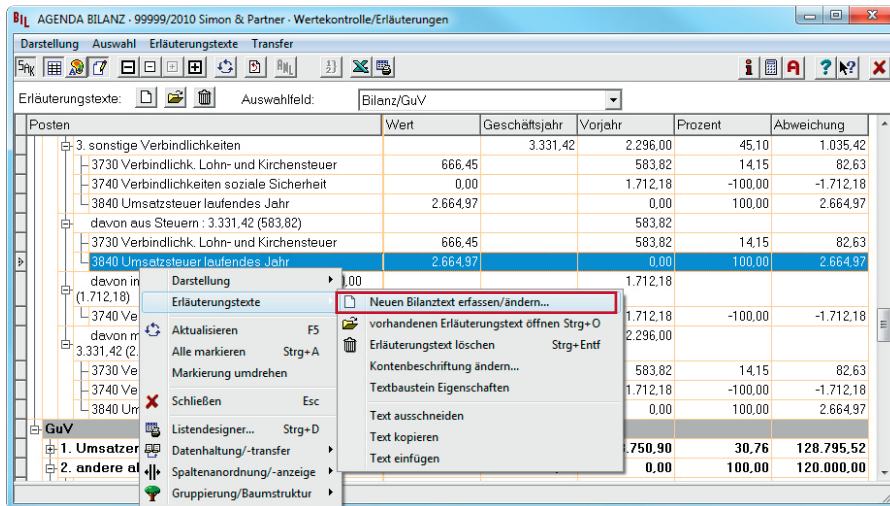 BIL AGENDA BILANZ · 99999/2010 Simon & Partner · Wertekontrolle/Erläuterungen
Darstellung Auswahl Erläuterungstexte Transfer
Erläuterungstexte: Auswahlfeld: Bilanz/GuV
Posten Wert Geschäftsjahr Vorjahr Prozent Abweichung
3. sonstige Verbindlichkeiten 3.331,42 2.296,00 45,10 1.035,42
3730 Verbindlichk. Lohn- und Kirchensteuer 666,45 583,82 14,15 82,63
3740 Verbindlichkeiten soziale Sicherheit 0,00 1.712,18 -100,00 -1.712,18
3840 Umsatzsteuer laufendes Jahr 2.664,97 0,00 100,00 2.664,97
davon aus Steuern : 3.331,42 (583,82) 583,82
3730 Verbindlichk. Lohn- und Kirchensteuer 666,45 583,82 14,15 82,63
3840 Umsatzsteuer laufendes Jahr 2.664,97 0,00 100,00 2.664,97
davon im ,00 1.712,18
(1.712,18)
3740 Ve 1.712,18 -100,00 -1.712,18
davon m 2.296,00
3.331,42 (2.
3730 Ve 583,82 14,15 82,63
3740 Ve 1.712,18 -100,00 -1.712,18
3840 Um 0,00 100,00 2.664,97
GuV
1. Umsatzer .750,90 30,76 128.795,52
2. andere al 0,00 100,00 120.000,00
Darstellung
Erläuterungstexte
Aktualisieren F5
Alle markieren Strg+A
Markierung umdrehen
Schließen Esc
Listendesigner... Strg+D
Datenhaltung/-transfer
Spaltenanordnung/-anzeige
Gruppierung/Baumstruktur
Neuen Bilanztext erfassen/ändern...
vorhandenen Erläuterungstext öffnen Strg+O
Erläuterungstext löschen Strg+Entf
Kontenbeschriftung ändern...
Textbaustein Eigenschaften
Text ausschneiden
Text kopieren
Text einfügen